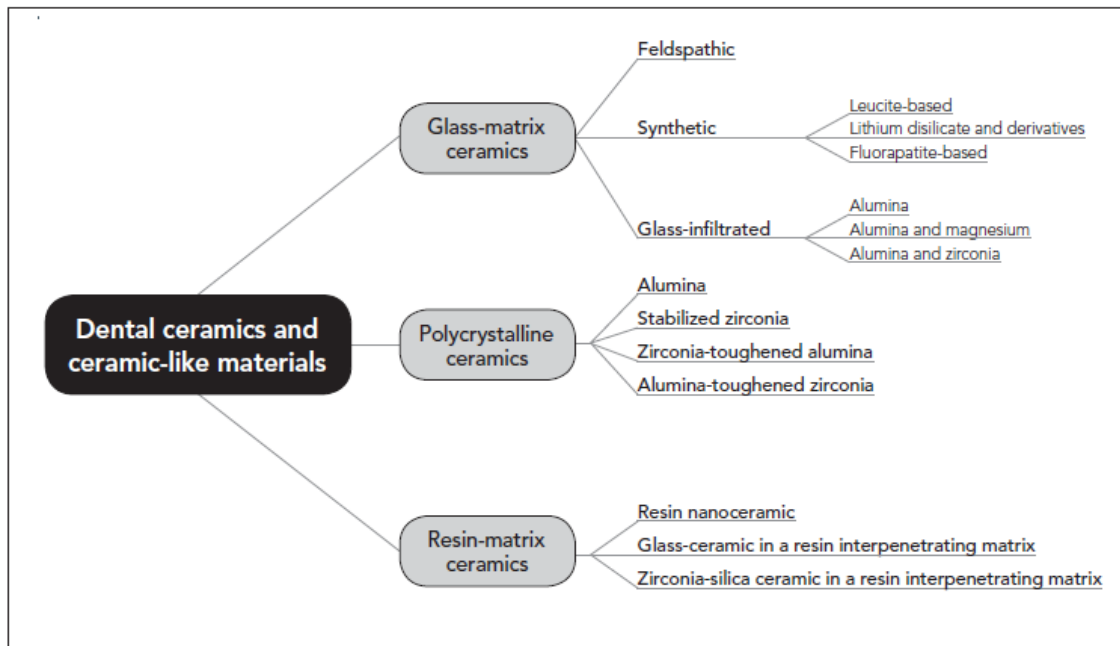 Feldspathic
Glass-matrix
ceramics
Synthetic
Leucite-based
Lithium disilicate and derivatives
Fluorapatite-based
Glass-infiltrated
Alumina
Alumina and magnesium
Alumina and zirconia
Dental ceramics and
ceramic-like materials
Polycrystalline
ceramics
Alumina
Stabilized zirconia
Zirconia-toughened alumina
Alumina-toughened zirconia
Resin-matrix
ceramics
Resin nanoceramic
Glass-ceramic in a resin interpenetrating matrix
Zirconia-silica ceramic in a resin interpenetrating matrix